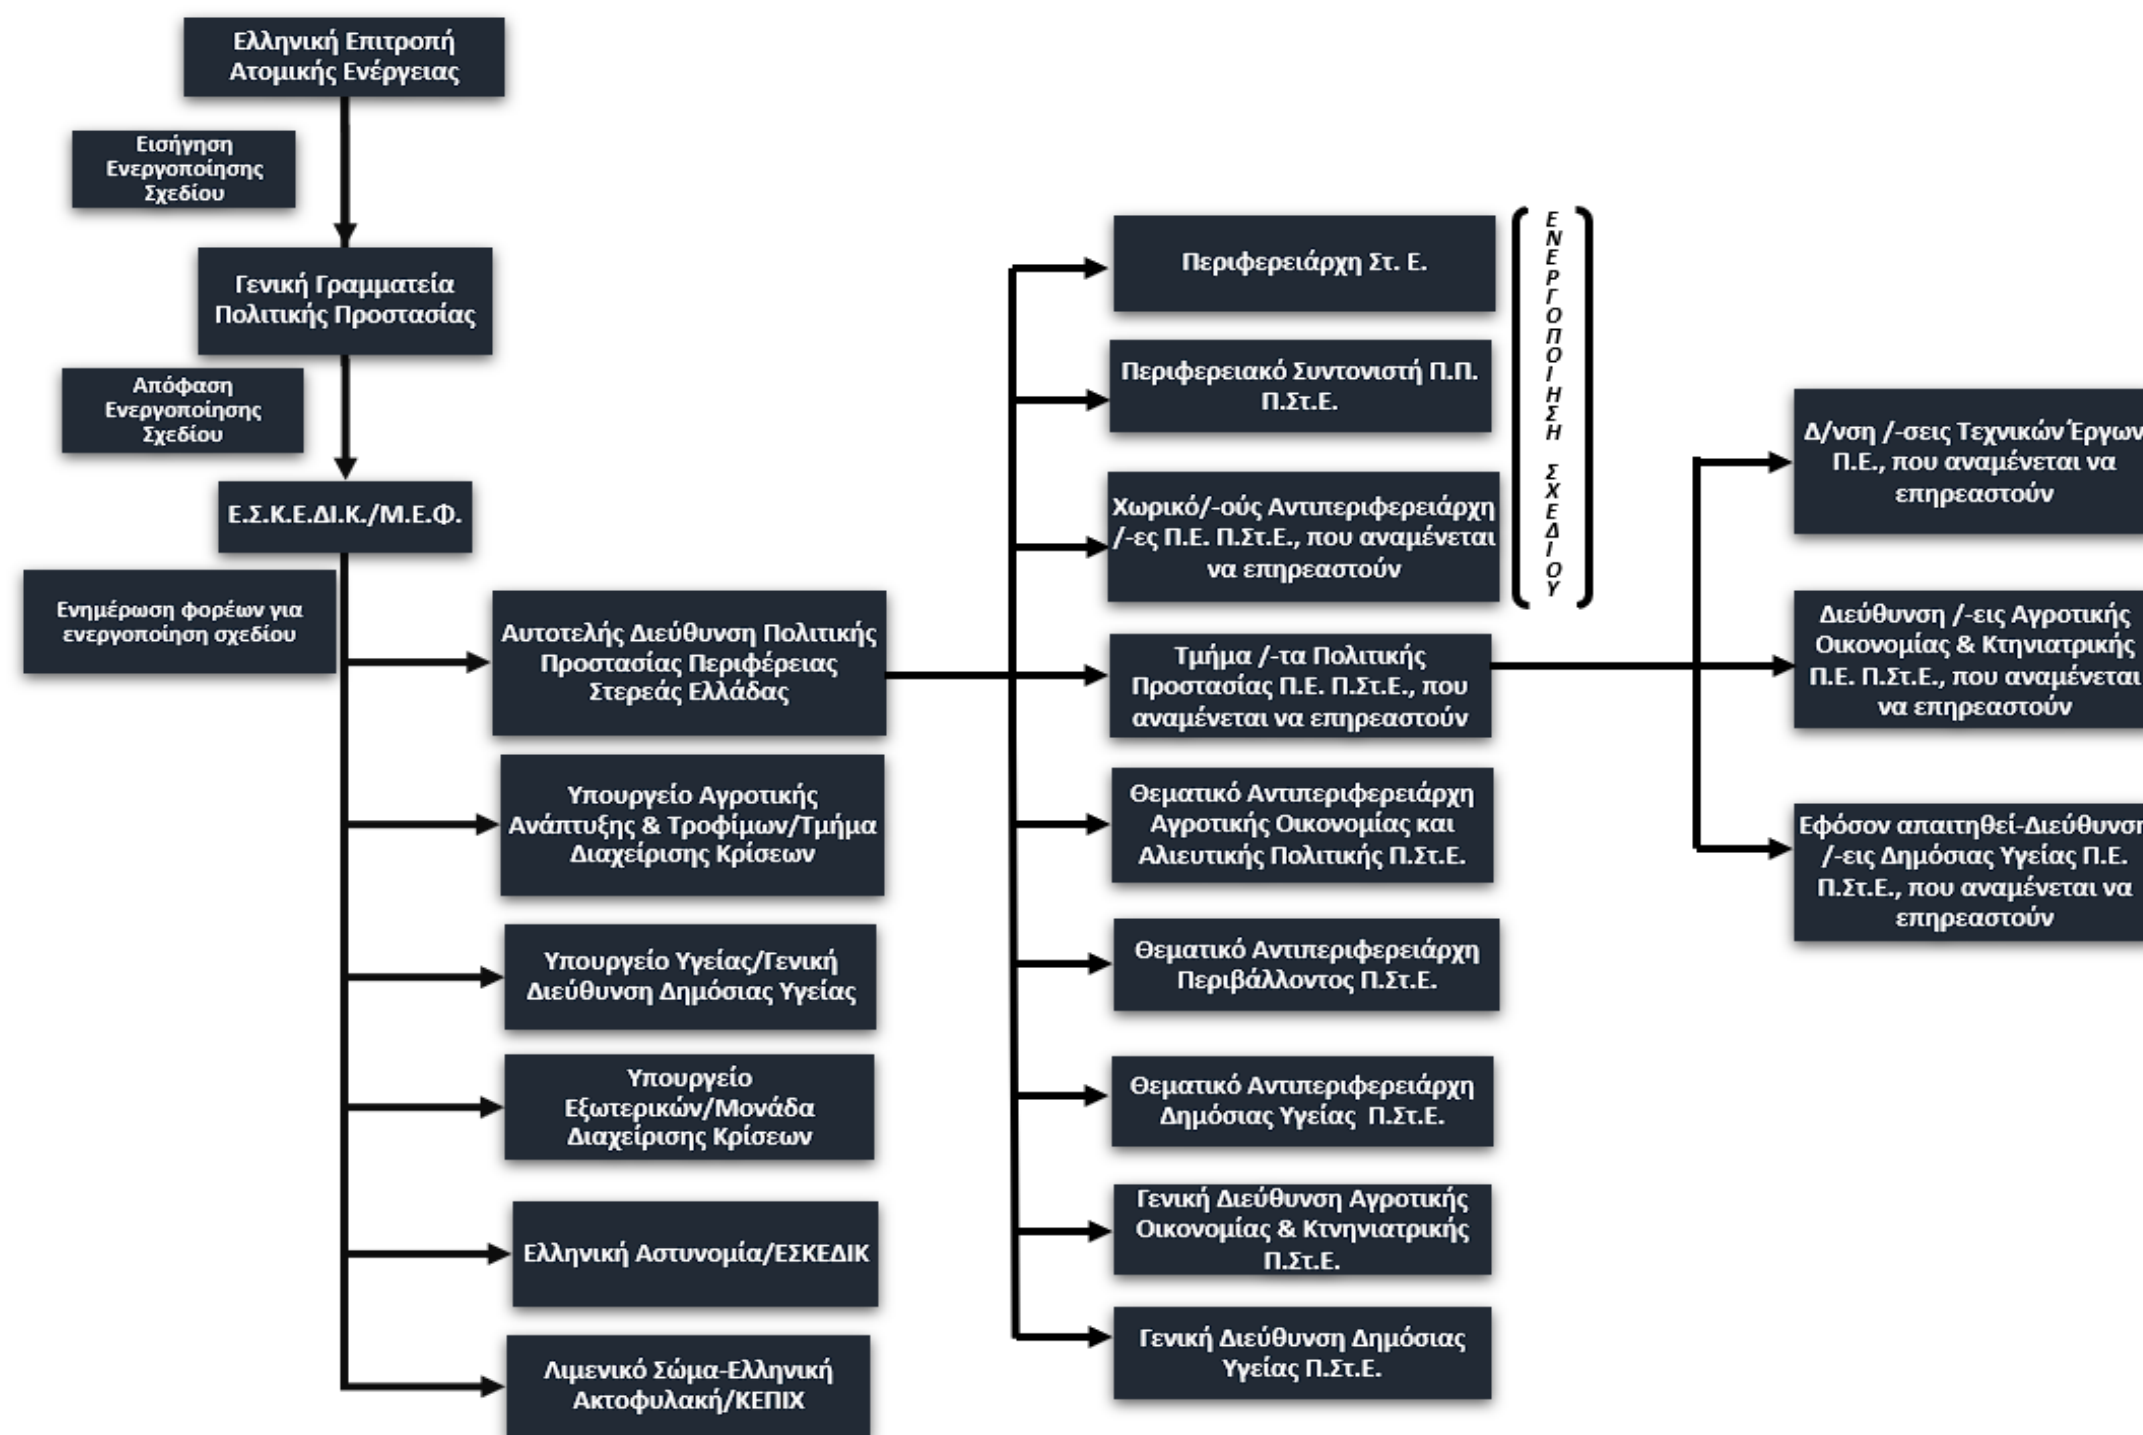 Ελληνική Επιτροπή
Ατομικής Ενέργειας
Εισήγηση
Ενεργοποίησης
Σχεδίου
Γενική Γραμματεία
Πολιτικής Προστασίας
Απόφαση
Ενεργοποίησης
Σχεδίου
Ε.Σ.Κ.Ε.ΔΙ.Κ./Μ.Ε.Φ.
Ενημέρωση φορέων για
ενεργοποίηση σχεδίου
Αυτοτελής Διεύθυνση Πολιτικής
Προστασίας Περιφέρειας
Στερεάς Ελλάδας
Υπουργείο Αγροτικής
Ανάπτυξης & Τροφίμων/Τμήμα
Διαχείρισης Κρίσεων
Υπουργείο Υγείας/Γενική
Διεύθυνση Δημόσιας Υγείας
Υπουργείο
Εξωτερικών/Μονάδα
Διαχείρισης Κρίσεων
Ελληνική Αστυνομία/ΕΣΚΕΔΙΚ
Λιμενικό Σώμα-Ελληνική
Ακτοφυλακή/ΚΕΠΙΧ
Περιφερειάρχη Στ. Ε.
Περιφερειακό Συντονιστή Π.Π.
Π.Στ.Ε.
Χωρικό/-ούς Αντιπεριφερειάρχη
/-ες Π.Ε. Π.Στ.Ε., που αναμένεται
να επηρεαστούν
Τμήμα /-τα Πολιτικής
Προστασίας Π.Ε. Π.Στ.Ε., που
αναμένεται να επηρεαστούν
Θεματικό Αντιπεριφερειάρχη
Αγροτικής Οικονομίας και
Αλιευτικής Πολιτικής Π.Στ.Ε.
Θεματικό Αντιπεριφερειάρχη
Περιβάλλοντος Π.Στ.Ε.
Θεματικό Αντιπεριφερειάρχη
Δημόσιας Υγείας Π.Στ.Ε.
Γενική Διεύθυνση Αγροτικής
Οικονομίας & Κτνηνιατρικής
Π.Στ.Ε.
Γενική Διεύθυνση Δημόσιας
Υγείας Π.Στ.Ε.
ΕΝΕΡΓΟΠΟΙΗΣΗ ΣΧΕΔΙΟΥ
Δ/νση /-σεις Τεχνικών Έργων
Π.Ε., που αναμένεται να
επηρεαστούν
Διεύθυνση /-εις Αγροτικής
Οικονομίας & Κτηνιατρικής
Π.Ε. Π.Στ.Ε., που αναμένεται
να επηρεαστούν
Εφόσον απαιτηθεί-Διεύθυνση
/-εις Δημόσιας Υγείας Π.Ε.
Π.Στ.Ε., που αναμένεται να
επηρεαστούν